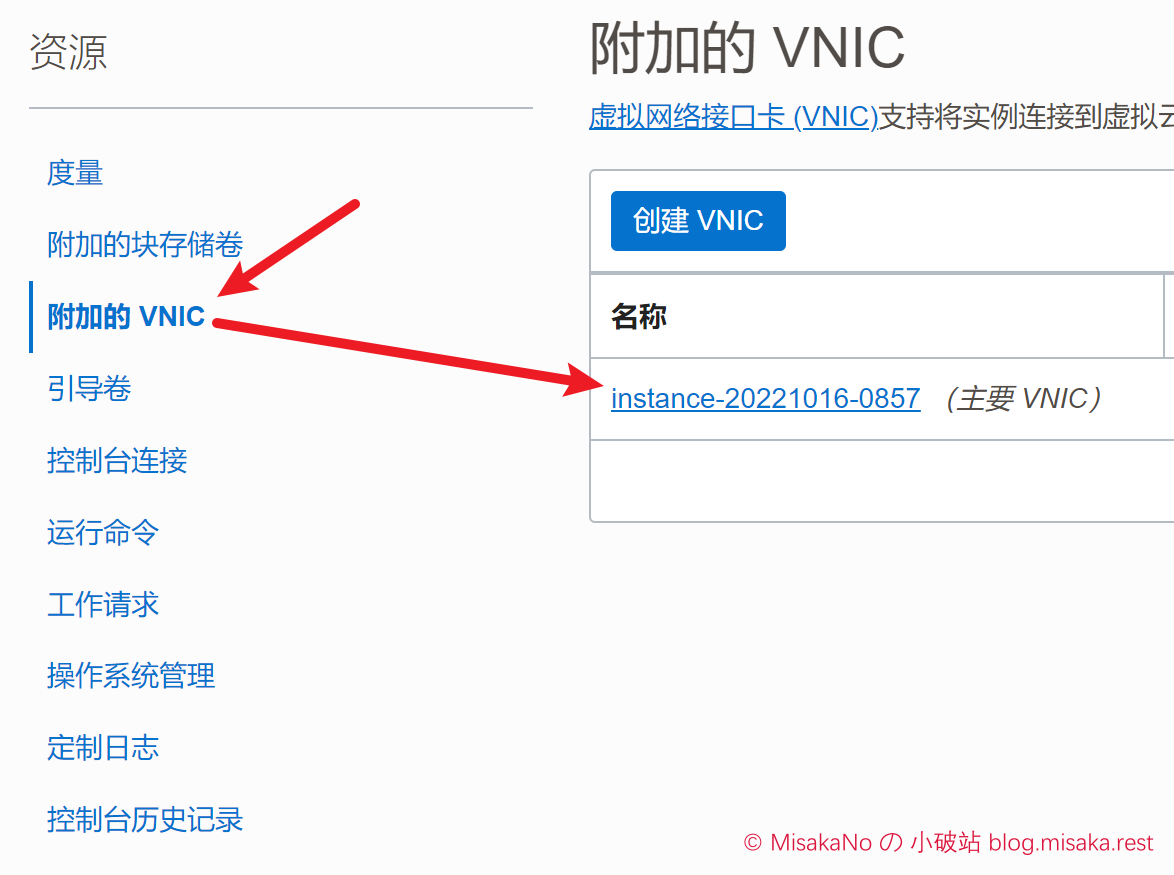 资源
度量
附加的块存储卷
附加的 VNIC
引导卷
控制台连接
运行命令
工作请求
操作系统管理
定制日志
控制台历史记录
附加的 VNIC
虚拟网络接口卡 (VNIC)支持将实例连接到虚拟云
创建 VNIC
名称
instance-20221016-0857 （主要 VNIC）
© MisakaNo の 小破站 blog.misaka.rest